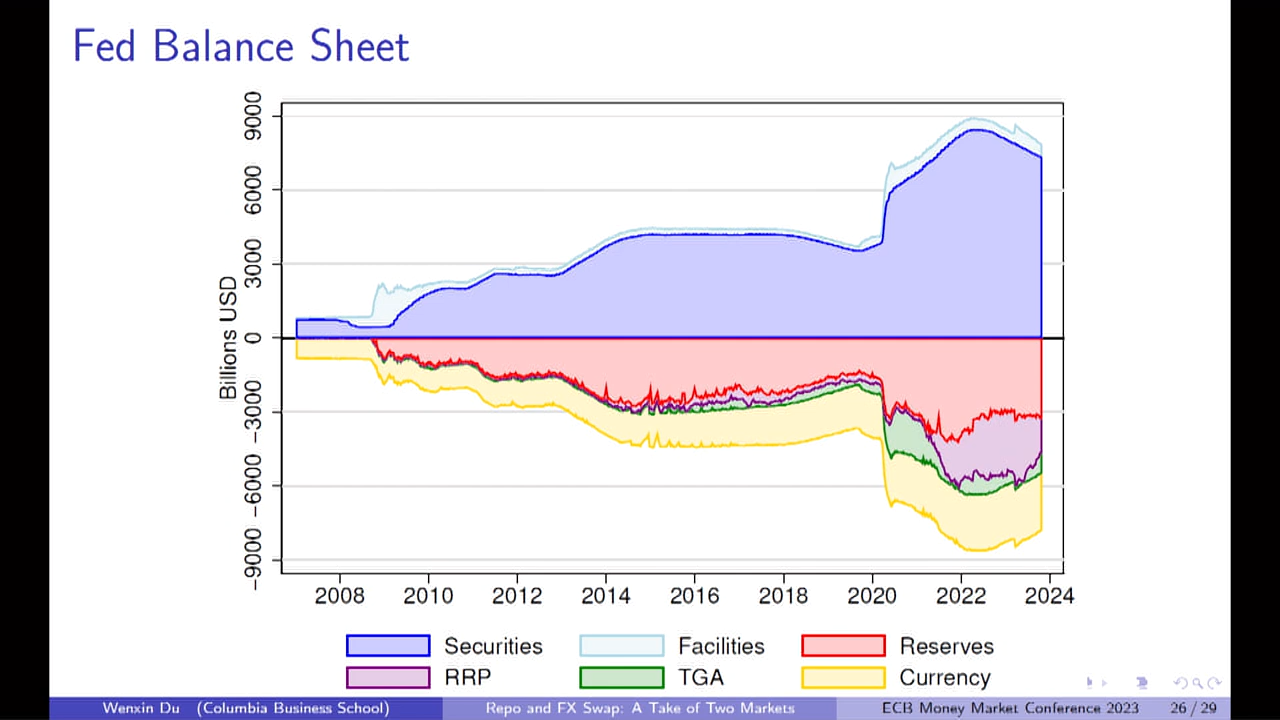 Fed Balance Sheet
Billions USD
9000
6000
3000
0
−3000
−6000
−9000
2008 2010 2012 2014 2016 2018 2020 2022 2024
Securities Facilities Reserves
RRP TGA Currency
Wenxin Du (Columbia Business School) Repo and FX Swap: A Take of Two Markets ECB Money Market Conference 2023 26 / 29